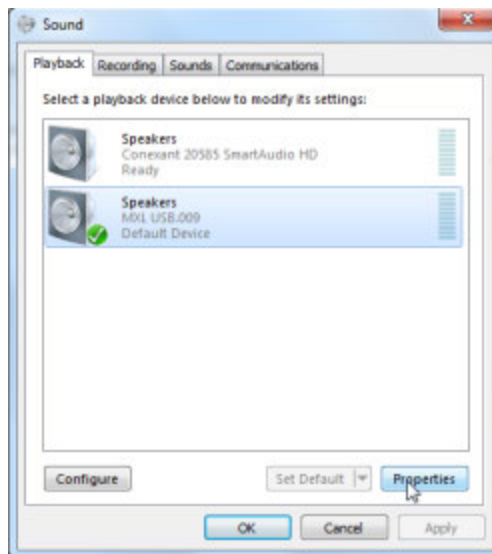 Sound
Playback Recording Sounds Communications
Select a playback device below to modify its settings:
Speakers
Conexant 20585 SmartAudio HD
Ready
Speakers
MXL USB.009
Default Device
Configure Set Default Properties
OK Cancel Apply